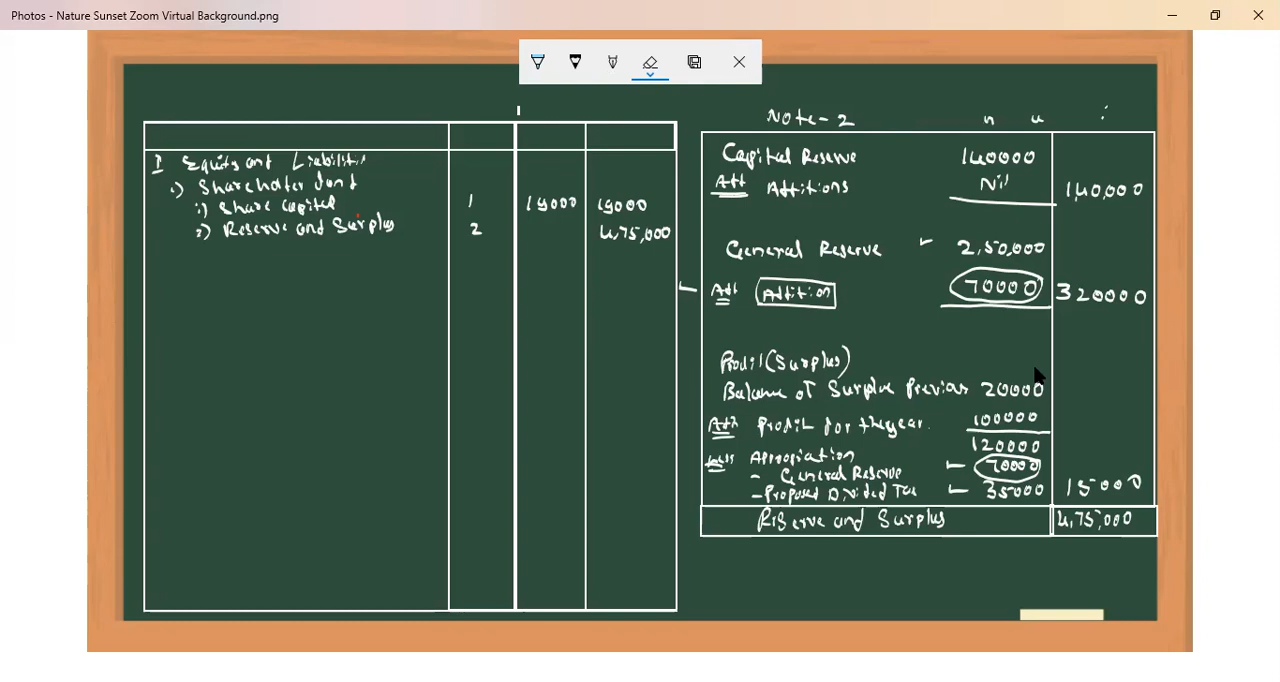 Photos - Nature Sunset Zoom Virtual Background.png
I Equity and Liabilities
Shareholder fund
1) Share capital 1 19000 19000
2) Reserve and Surplus 2 4,75,000
Note-2
Capital Reserve 140000
Add Additions Nil 140,000
General Reserve 2,50,000
Add Addition 70000 320000
Profit (Surplus)
Balance of Surplus Previous 20000
Add Profit for the year. 100000
120000
Less Appropiation
- General Reserve 70000
- Proposed Divided Tax 35000 15000
Reserve and Surplus 4,75,000